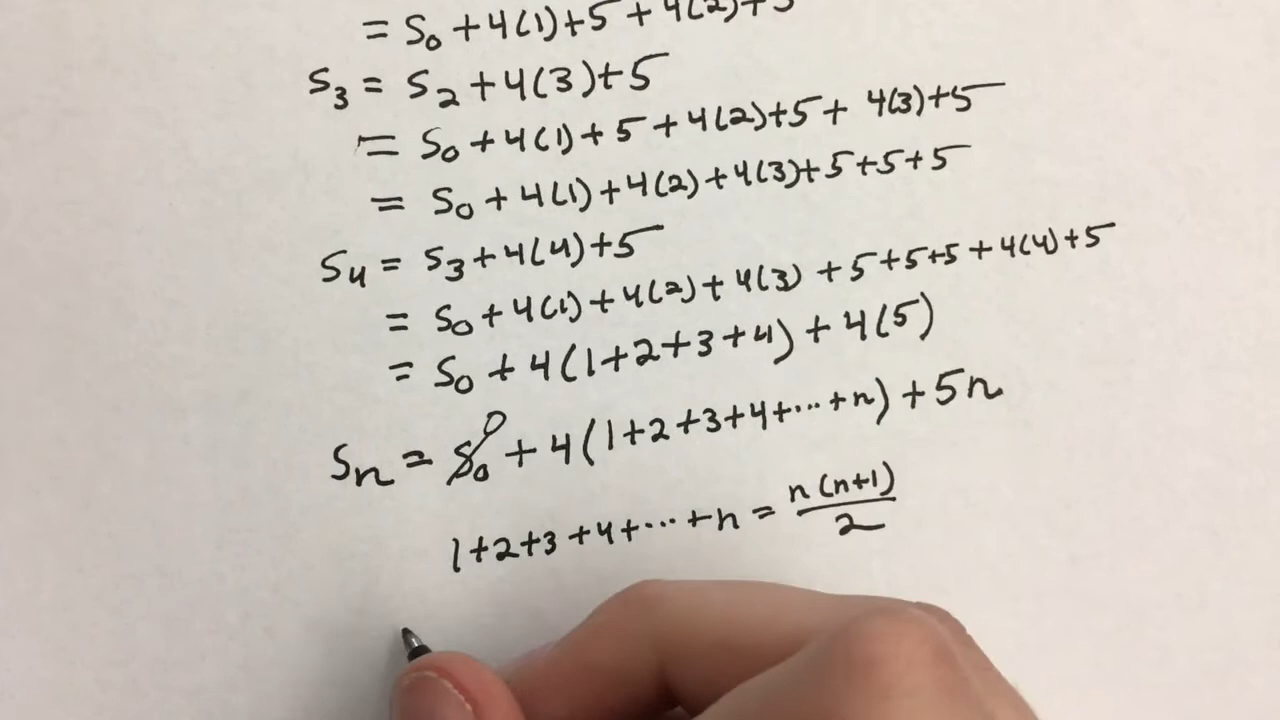 = S₀ + 4(1) + 5 + 4(2) + 5
S₃ = S₂ + 4(3) + 5
= S₀ + 4(1) + 5 + 4(2) + 5 + 4(3) + 5
= S₀ + 4(1) + 4(2) + 4(3) + 5 + 5 + 5
S₄ = S₃ + 4(4) + 5
= S₀ + 4(1) + 4(2) + 4(3) + 5 + 5 + 5 + 4(4) + 5
= S₀ + 4(1 + 2 + 3 + 4) + 4(5)
0
Sₙ = S₀ + 4(1 + 2 + 3 + 4 + ... + n) + 5n
1 + 2 + 3 + 4 + ... + n = n(n+1)/2